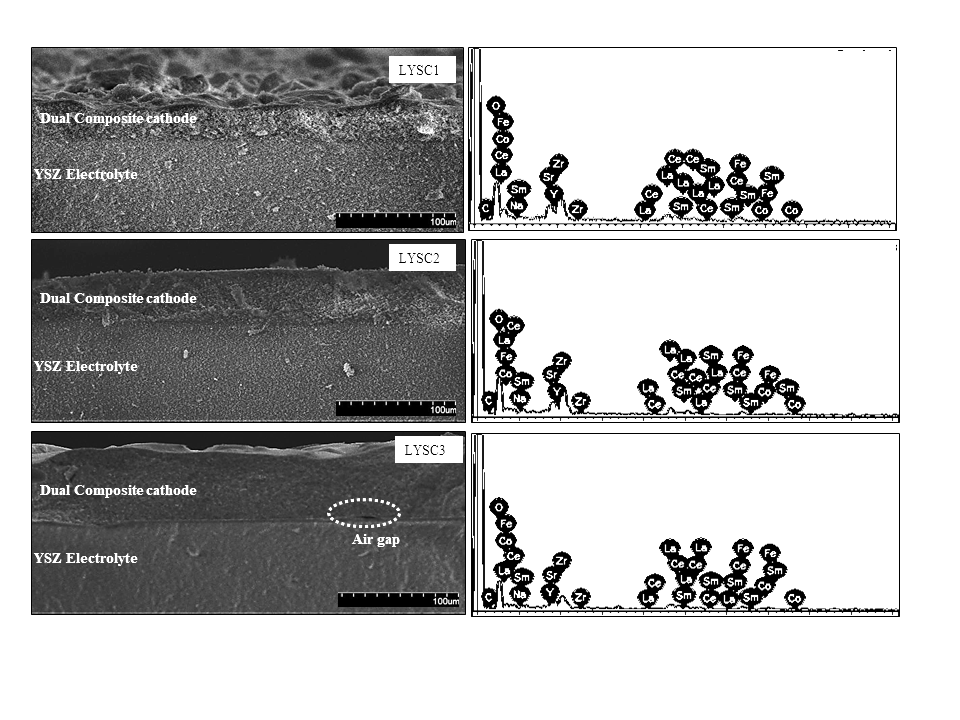 LYSC1
Dual Composite cathode
YSZ Electrolyte
100um
O
Fe
Co
Ce
La
C
Sm
Na
Sr
Zr
Y
Zr
La
Ce
La
Ce
La
Ce
Sm
La
La
Sm
Ce
Fe
Ce
Sm
Sm
Sm
Fe
Co
Co
LYSC2
Dual Composite cathode
YSZ Electrolyte
100um
O
Ce
La
Fe
Co
Sm
C
Na
Zr
Sr
Y
Zr
La
Ce
La
La
Sm
Ce
Ce
La
Sm
Ce
La
Fe
Ce
Sm
Sm
Fe
Co
Sm
Co
LYSC3
Dual Composite cathode
Air gap
YSZ Electrolyte
100um
O
Fe
Co
Ce
La
Sm
C
Na
Zr
Sr
Y
Zr
Ce
La
La
La
Ce
Ce
La
Sm
Sm
Ce
Fe
Ce
Sm
La
Sm
Fe
Sm
Co
Co